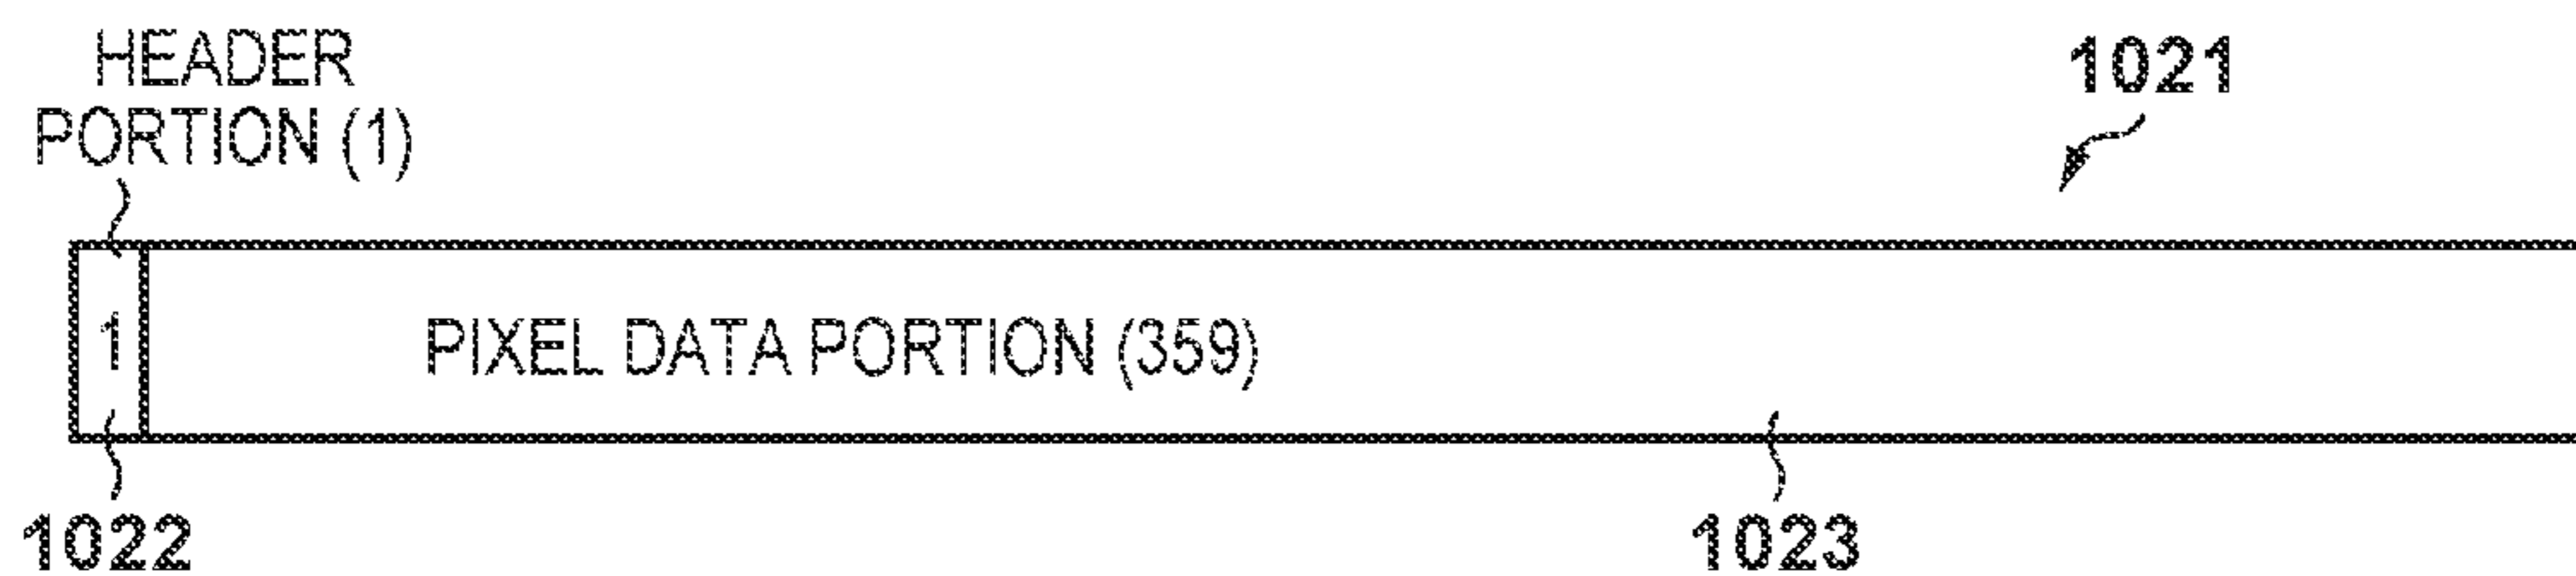 HEADER
PORTION (1)
1021
1
PIXEL DATA PORTION (359)
1022
1023